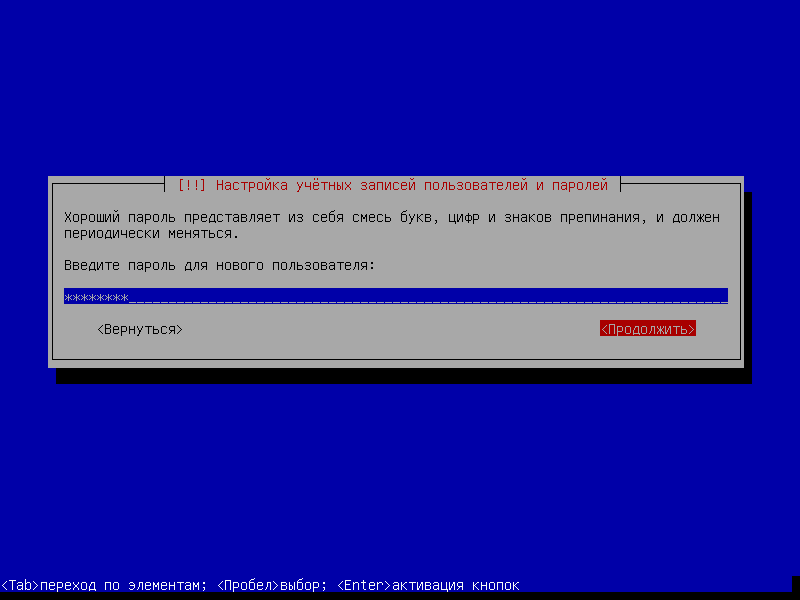 [!!] Настройка учётных записей пользователей и паролей
Хороший пароль представляет из себя смесь букв, цифр и знаков препинания, и должен
периодически меняться.
Введите пароль для нового пользователя:
********
<Вернуться> <Продолжить>
<Tab>переход по элементам; <Пробел>выбор; <Enter>активация кнопок